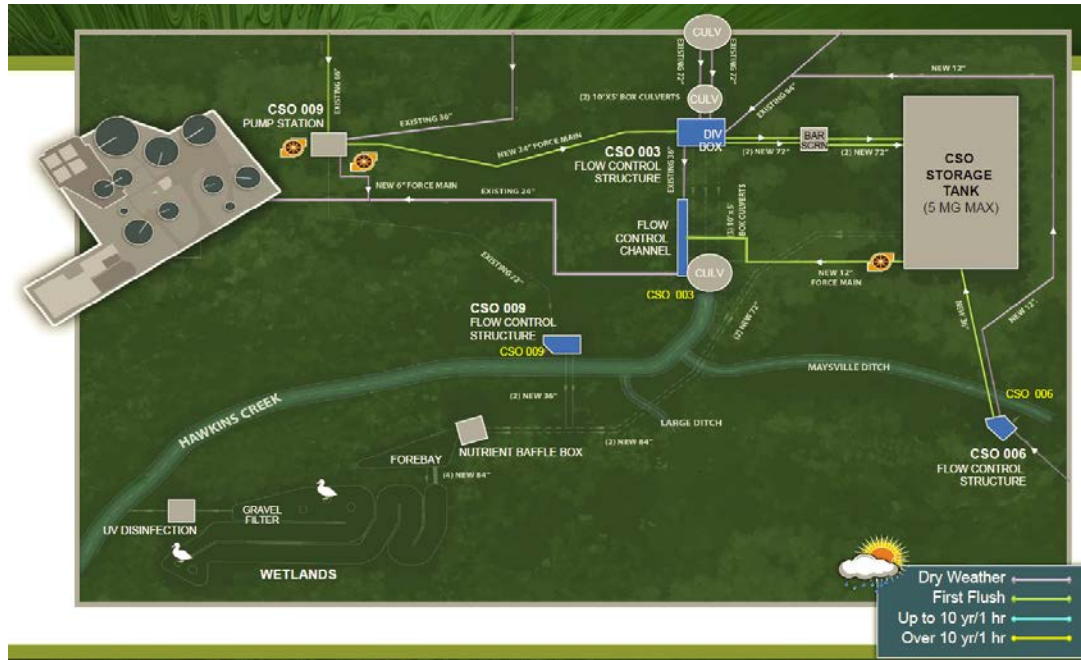 CULV
EXISTING 72"
EXISTING 72"
NEW 12"
EXISTING 60"
CSO 009
PUMP STATION
EXISTING 36"
(2) 10'X5' BOX CULVERTS
CULV
EXISTING 84"
NEW 24" FORCE MAIN
DIV
BOX
BAR
SCRN
(2) NEW 72"
(2) NEW 72"
CSO
STORAGE
TANK
(5 MG MAX)
CSO 003
FLOW CONTROL
STRUCTURE
EXISTING 36"
NEW 6" FORCE MAIN
EXISTING 24"
FLOW
CONTROL
CHANNEL
BOX CULVERTS
CULV
NEW 12"
FORCE MAIN
CSO 003
EXISTING 72"
(2) NEW 72"
NEW 36"
NEW 12"
CSO 009
FLOW CONTROL
STRUCTURE
CSO 009
MAYSVILLE DITCH
CSO 006
HAWKINS CREEK
(2) NEW 36"
LARGE DITCH
(2) NEW 84"
NUTRIENT BAFFLE BOX
FOREBAY
(4) NEW 84"
CSO 006
FLOW CONTROL
STRUCTURE
GRAVEL
FILTER
UV DISINFECTION
WETLANDS
Dry Weather
First Flush
Up to 10 yr/1 hr
Over 10 yr/1 hr